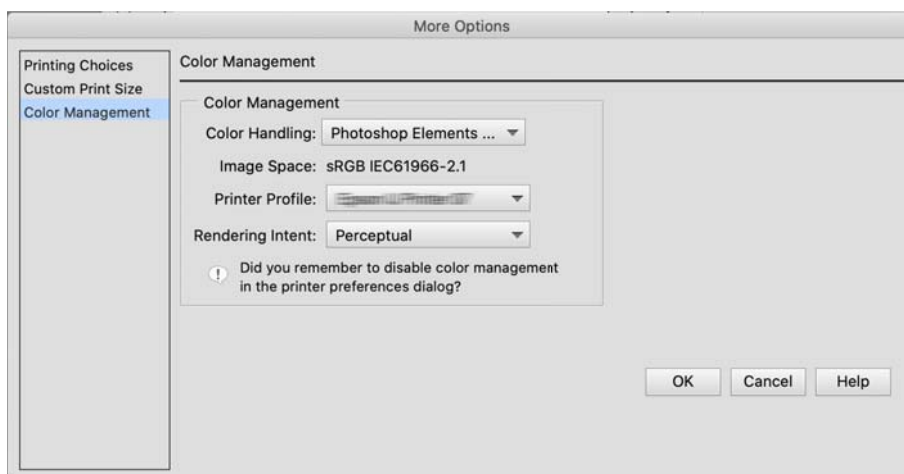 More Options
Printing Choices
Custom Print Size
Color Management
Color Management
Color Management
Color Handling: Photoshop Elements ...
Image Space: sRGB IEC61966-2.1
Printer Profile:
Rendering Intent: Perceptual
Did you remember to disable color management
in the printer preferences dialog?
OK Cancel Help